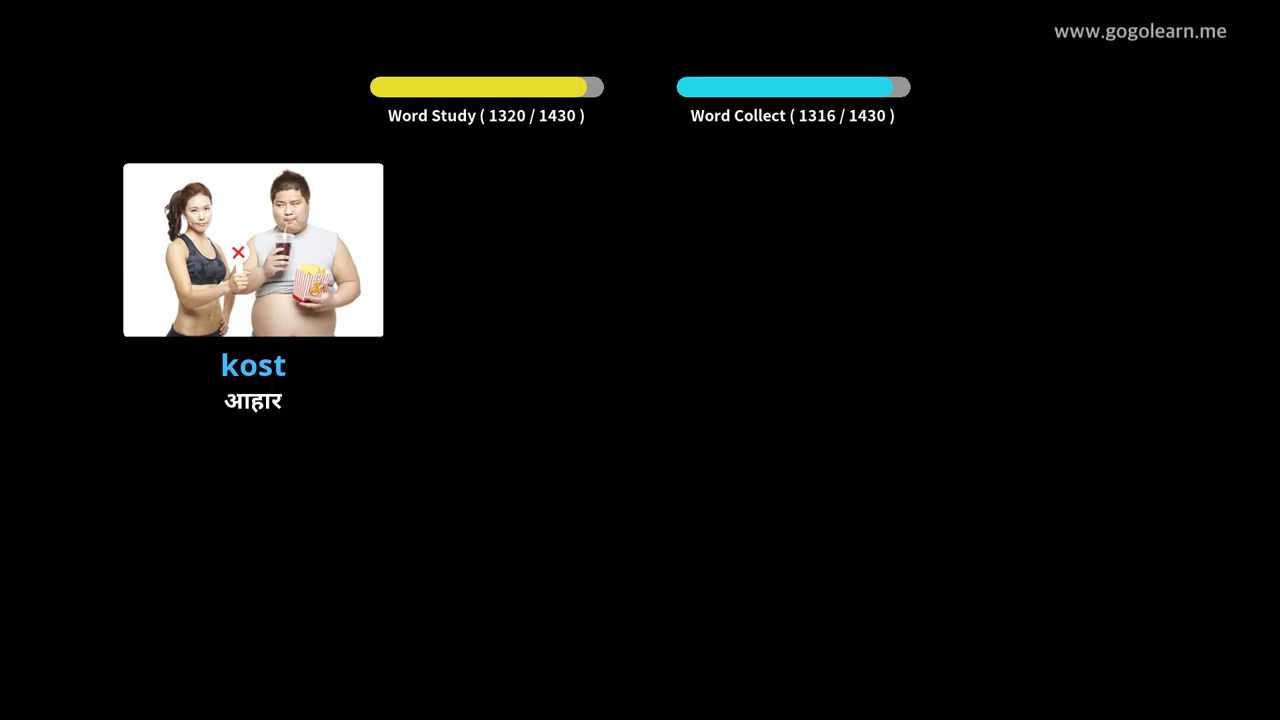 www.gogolearn.me
Word Study ( 1320 / 1430 )
Word Collect ( 1316 / 1430 )
kost
आहार